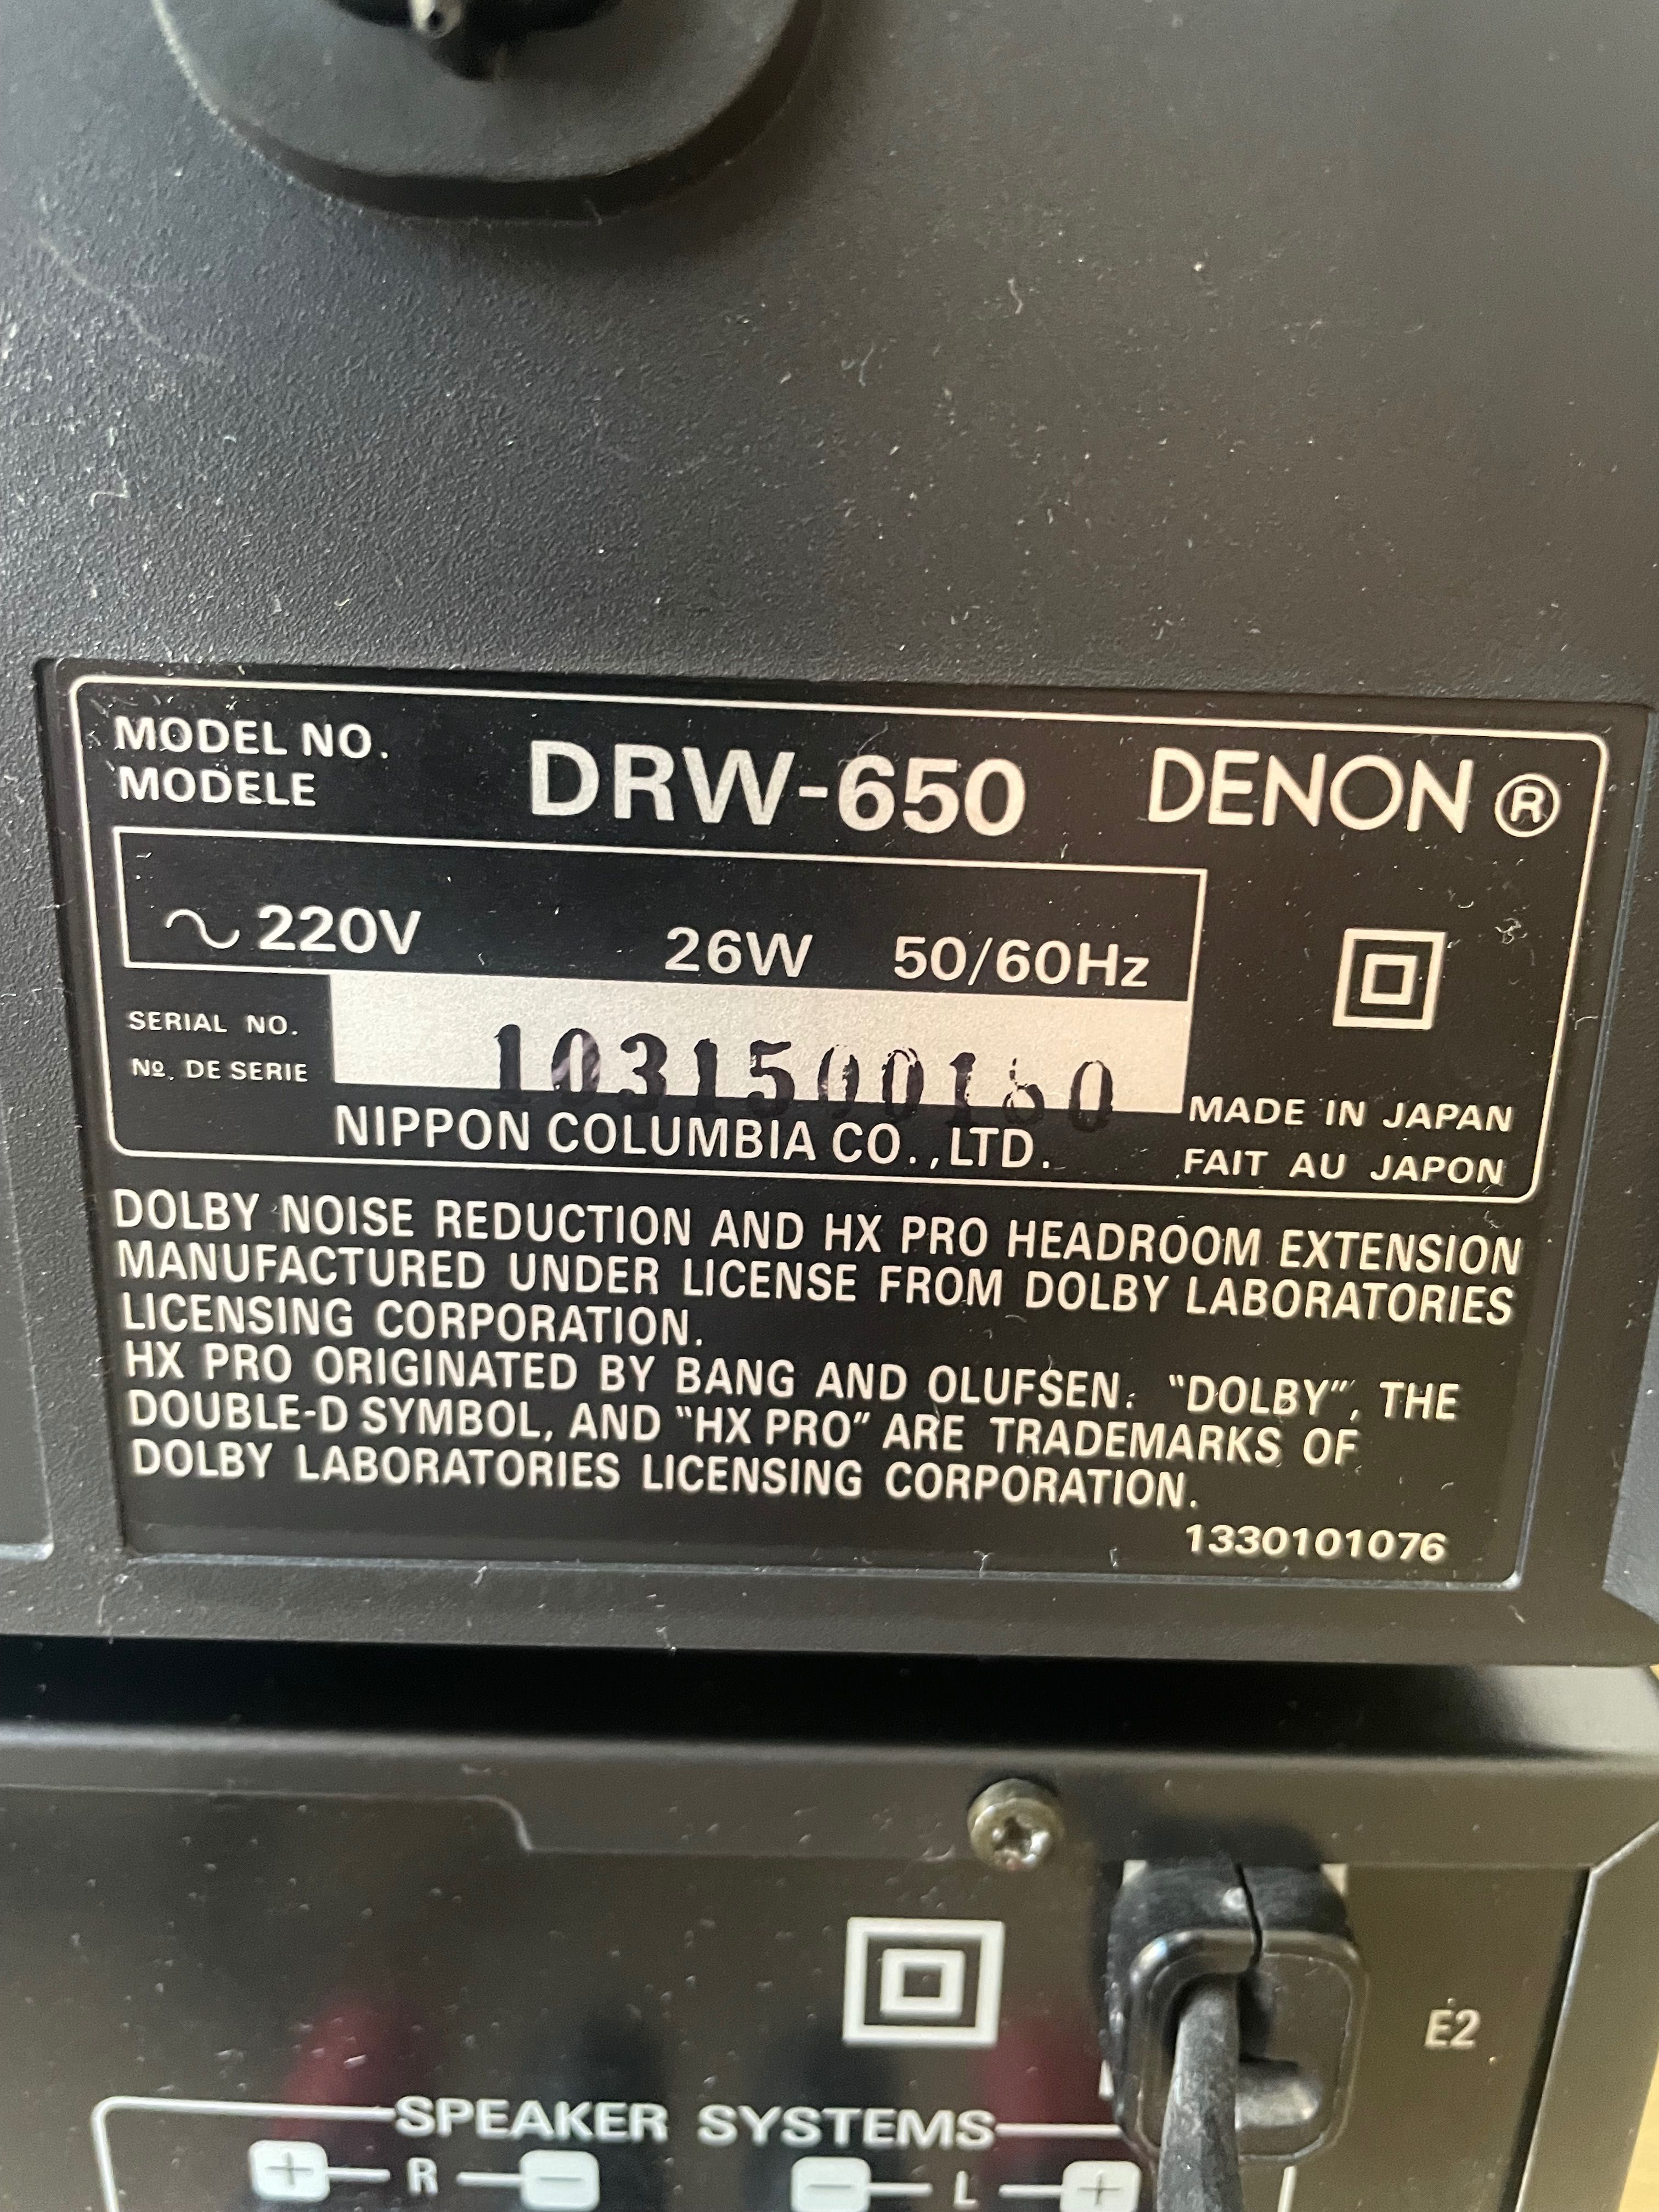 MODEL NO.
MODELE
DRW-650 DENON ®
~ 220V 26W 50/60Hz
SERIAL NO.
Nº. DE SERIE
NIPPON COLUMBIA CO.,LTD.
MADE IN JAPAN
FAIT AU JAPON
DOLBY NOISE REDUCTION AND HX PRO HEADROOM EXTENSION
MANUFACTURED UNDER LICENSE FROM DOLBY LABORATORIES
LICENSING CORPORATION.
HX PRO ORIGINATED BY BANG AND OLUFSEN. "DOLBY", THE
DOUBLE-D SYMBOL, AND "HX PRO" ARE TRADEMARKS OF
DOLBY LABORATORIES LICENSING CORPORATION.
1330101076
E2
SPEAKER SYSTEMS
+ R − − L +